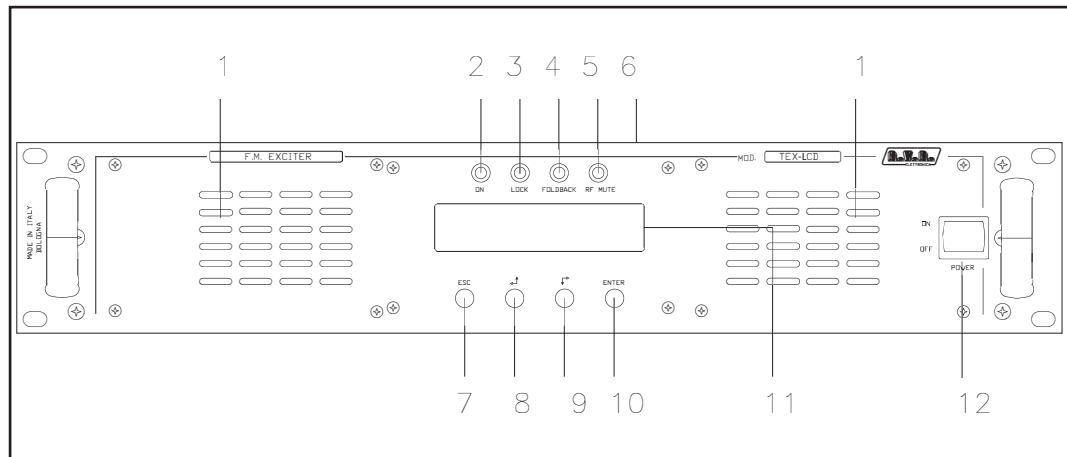 1 2 3 4 5 6 1
F.M. EXCITER
MOD. TEX-LCD
R.V.R.
ELETTRONICA
ON LOCK FOLDBACK RF MUTE
MADE IN ITALY
BOLOGNA
ON
OFF
POWER
ESC ENTER
7 8 9 10 11 12